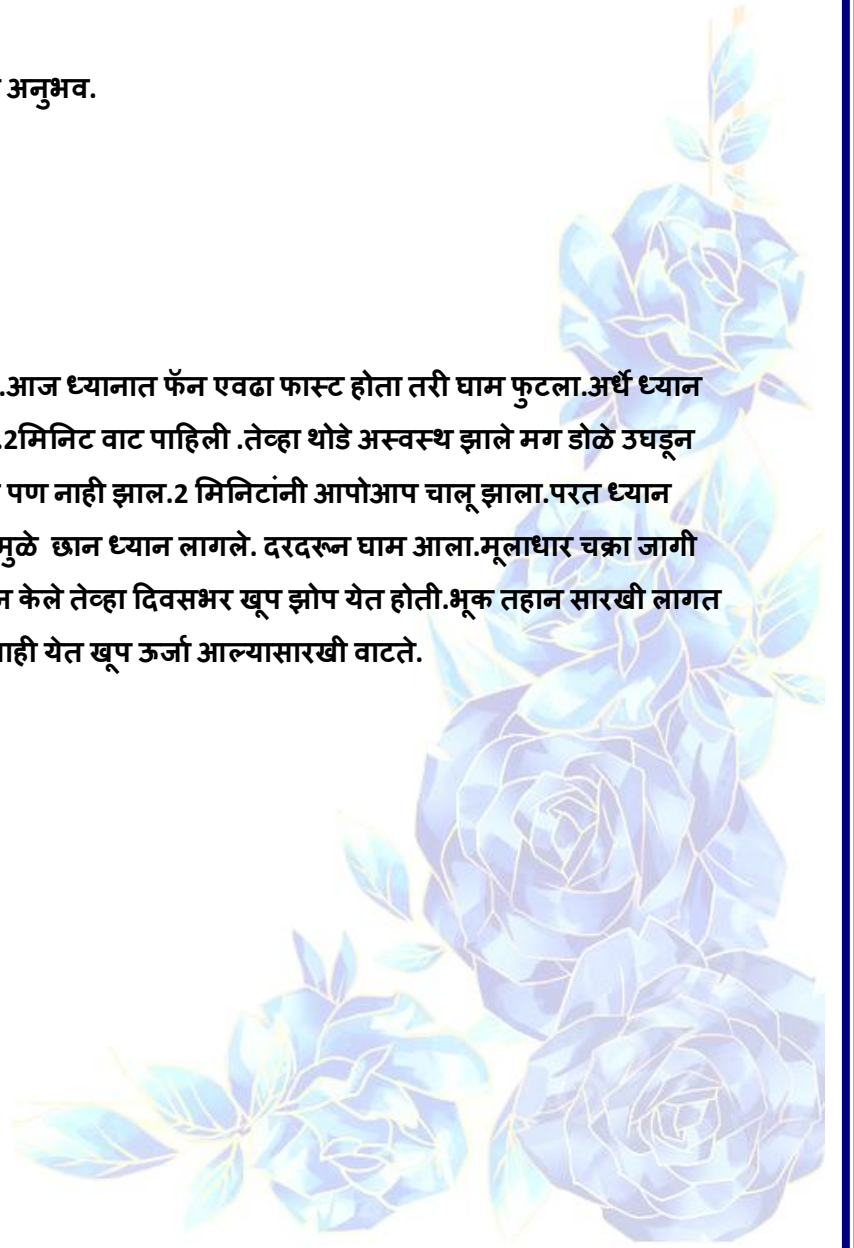 अनुभव.
.आज ध्यानात फॅन एवढा फास्ट होता तरी घाम फुटला.अर्धे ध्यान
.2मिनिट वाट पाहिली .तेव्हा थोडे अस्वस्थ झाले मग डोळे उघडून
पण नाही झाल.2 मिनिटांनी आपोआप चालू झाला.परत ध्यान
मुळे छान ध्यान लागले. दरदरून घाम आला.मूलाधार चक्रा जागी
न केले तेव्हा दिवसभर खूप झोप येत होती.भूक तहान सारखी लागत
नाही येत खूप ऊर्जा आल्यासारखी वाटते.